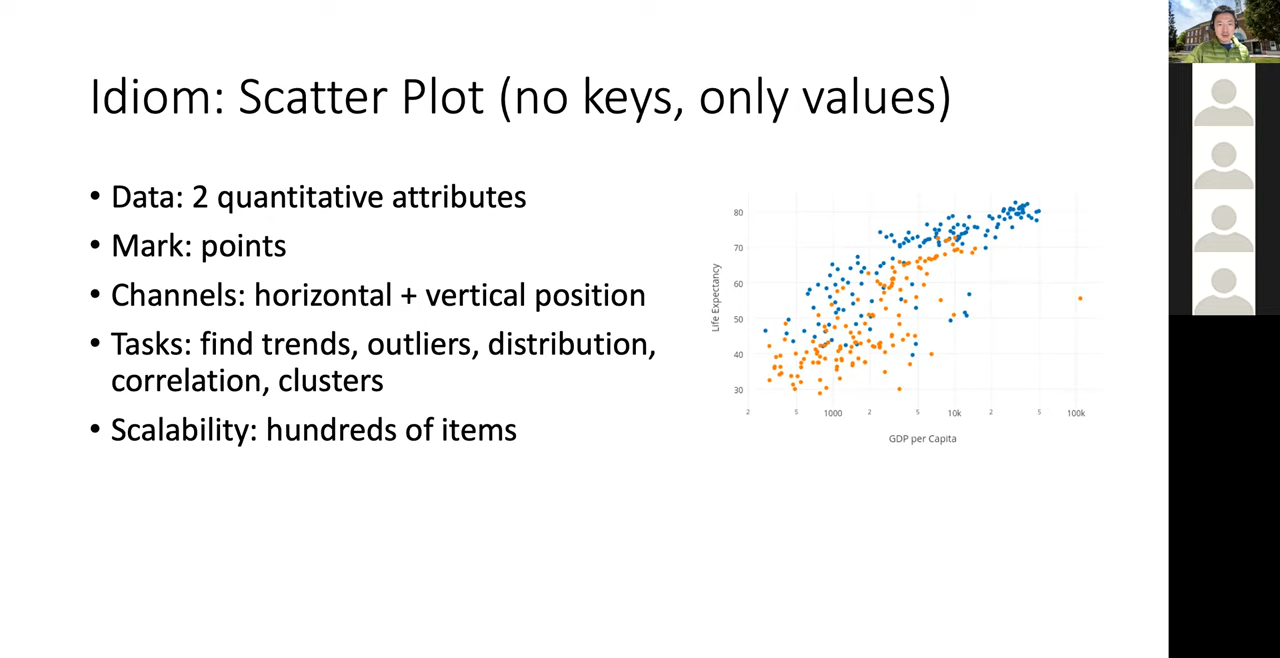 Idiom: Scatter Plot (no keys, only values)
• Data: 2 quantitative attributes
• Mark: points
• Channels: horizontal + vertical position
• Tasks: find trends, outliers, distribution,
correlation, clusters
• Scalability: hundreds of items
80
70
60
50
40
30
Life Expectancy
2 5 1000 2 5 10k 2 5 100k
GDP per Capita